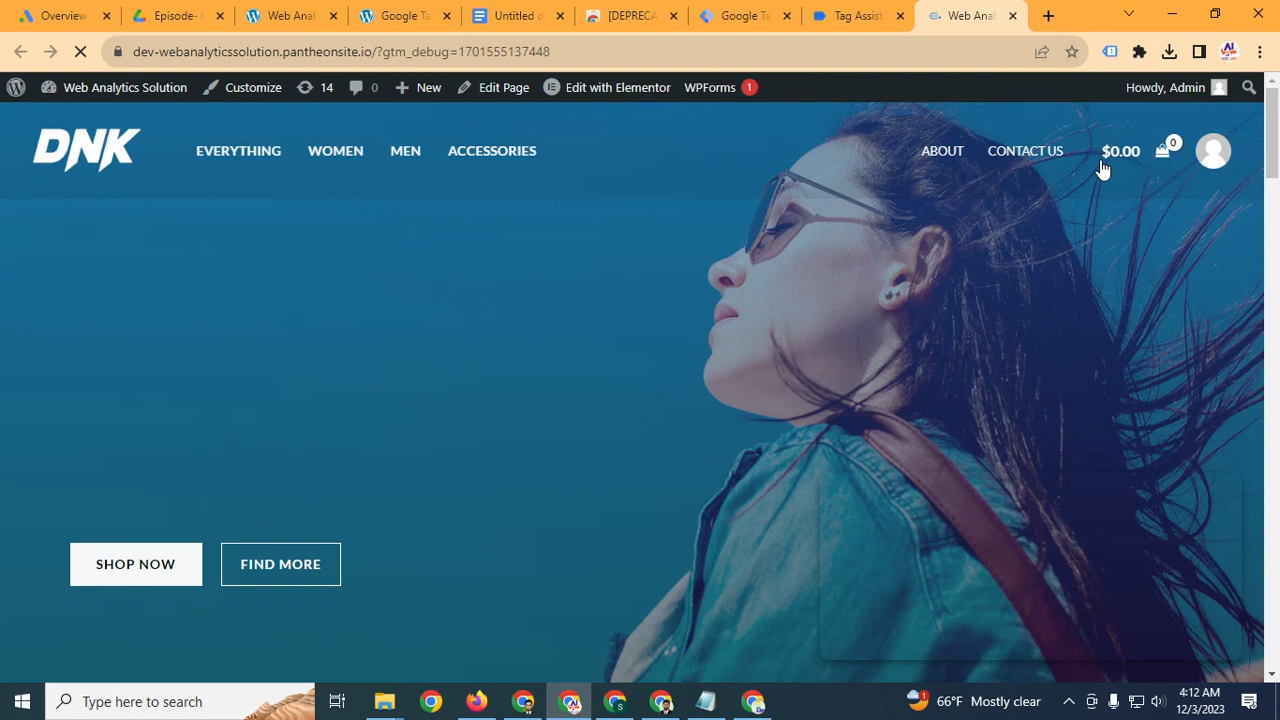 Overview
Episode-
Web Anal
Google Ta
Untitled d
[DEPRECA
Google Ta
Tag Assist
Web Anal
dev-webanalyticssolution.pantheonsite.io/?gtm_debug=1701555137448
Web Analytics Solution
Customize
14
0
New
Edit Page
Edit with Elementor
WPForms
1
Howdy, Admin
DNK
EVERYTHING
WOMEN
MEN
ACCESSORIES
ABOUT
CONTACT US
$0.00
0
SHOP NOW
FIND MORE
Type here to search
1
66°F Mostly clear
4:12 AM
12/3/2023